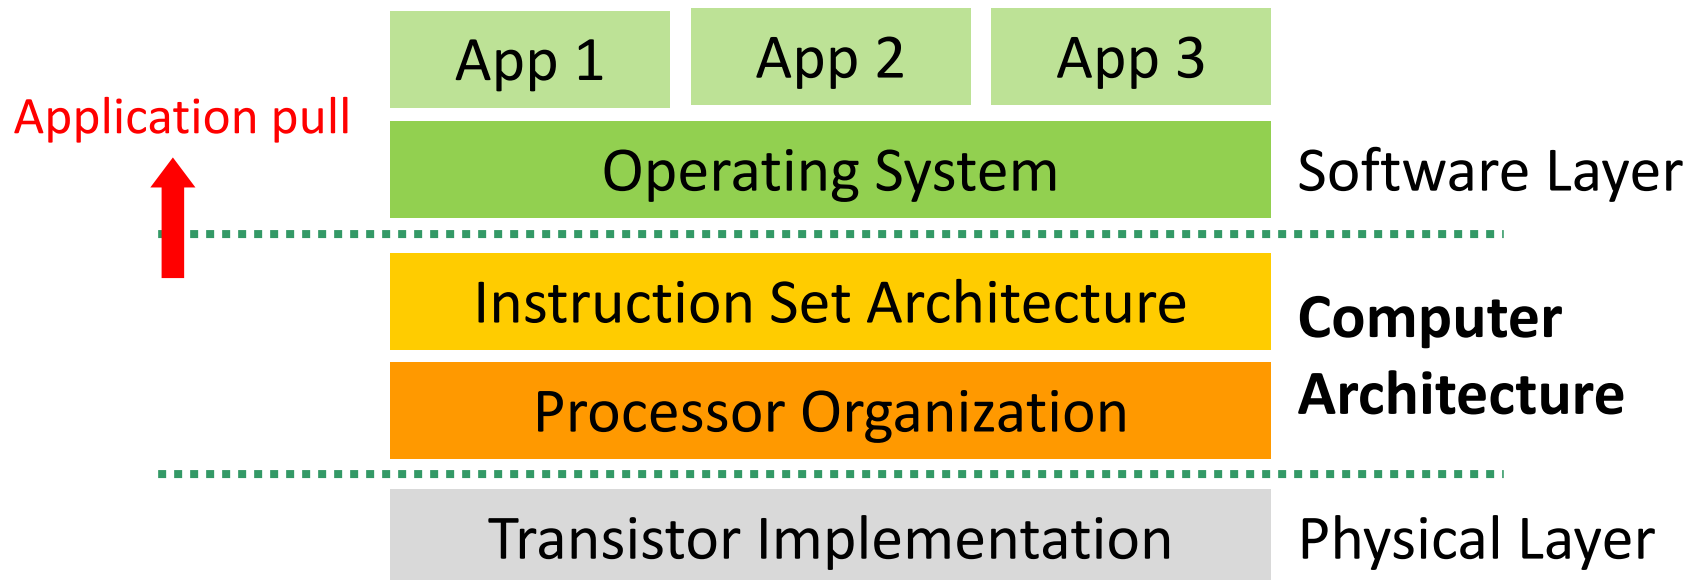 App 1
App 2
App 3
Application pull
Operating System
Software Layer
Instruction Set Architecture
Computer
Architecture
Processor Organization
Transistor Implementation
Physical Layer